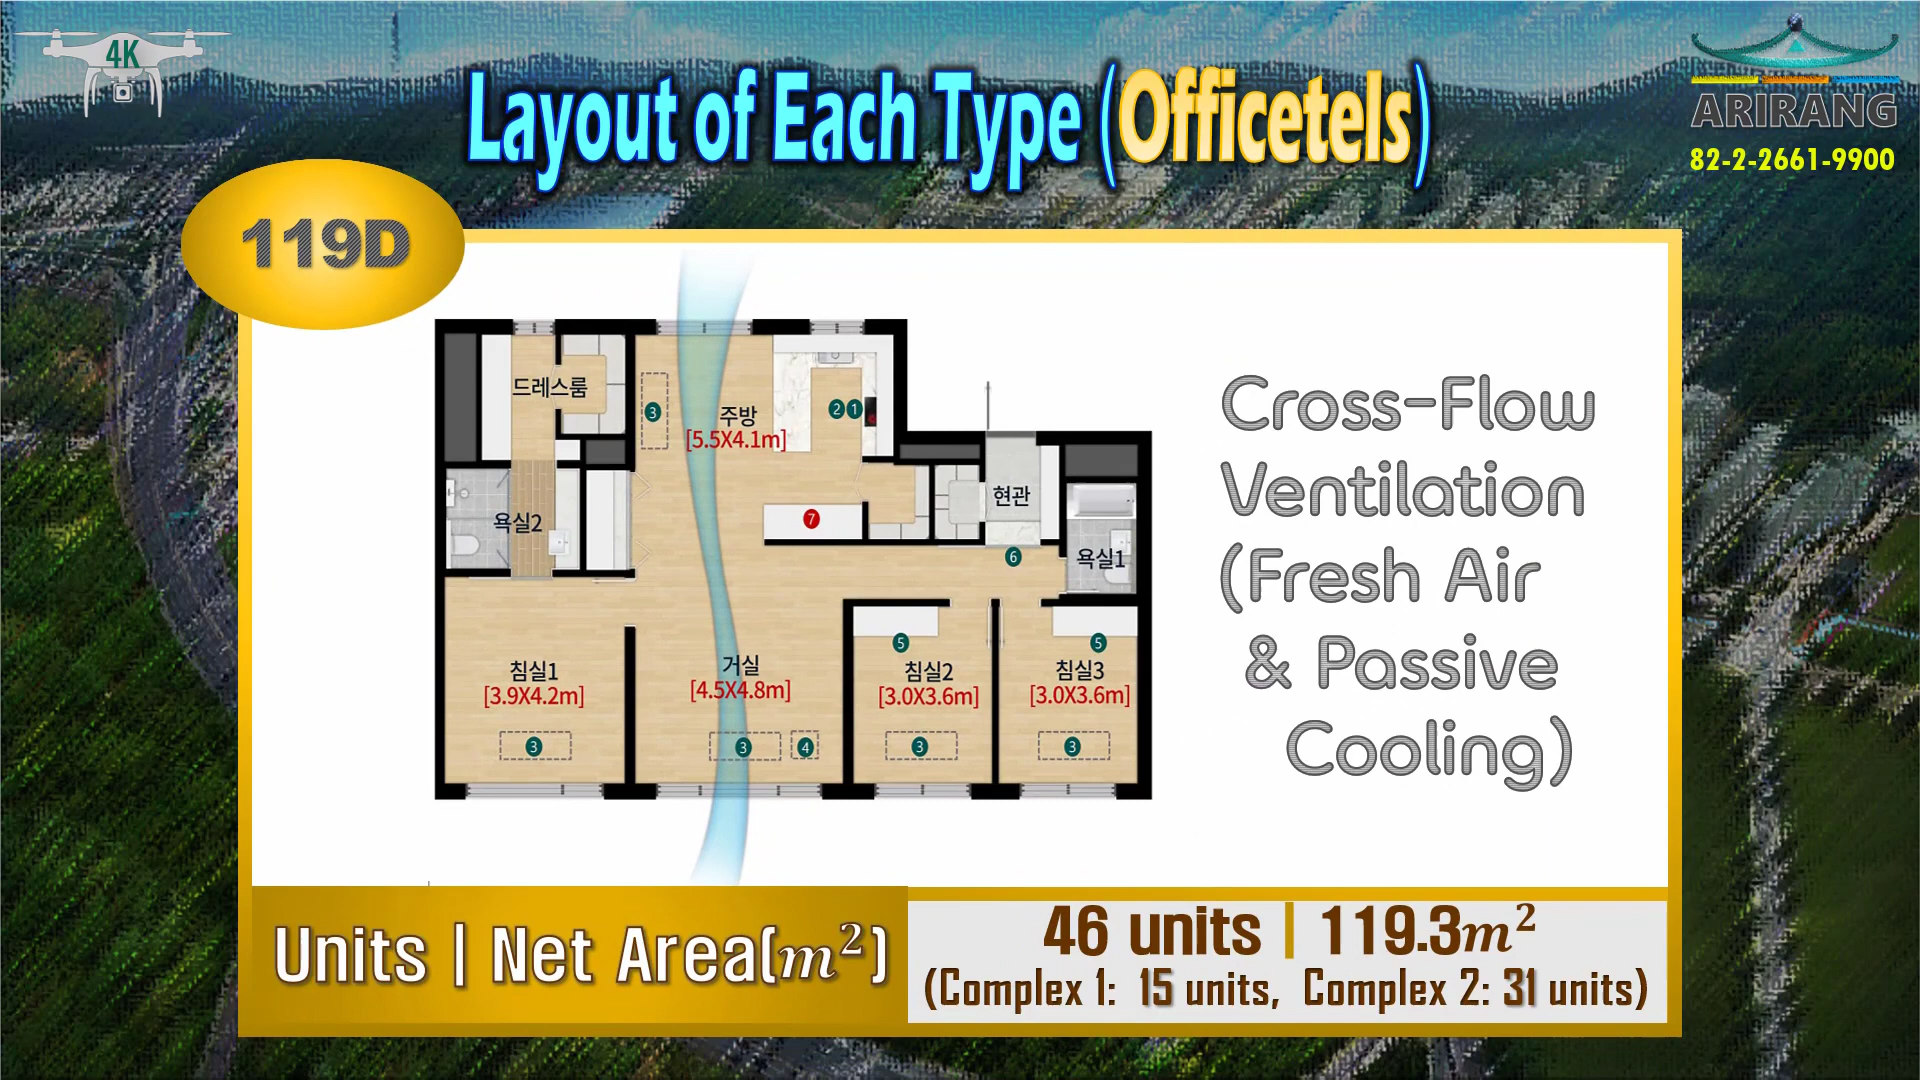 4K
Layout of Each Type (Officetels)
ARIRANG
82-2-2661-9900
119D
드레스룸
3
주방
[5.5X4.1m]
2 1
욕실2
7
현관
6
욕실1
침실1
[3.9X4.2m]
3
거실
[4.5X4.8m]
3
4
5
침실2
[3.0X3.6m]
3
5
침실3
[3.0X3.6m]
3
Cross-Flow
Ventilation
(Fresh Air
& Passive
Cooling)
Units | Net Area(m²)
46 units | 119.3m²
(Complex 1: 15 units, Complex 2: 31 units)